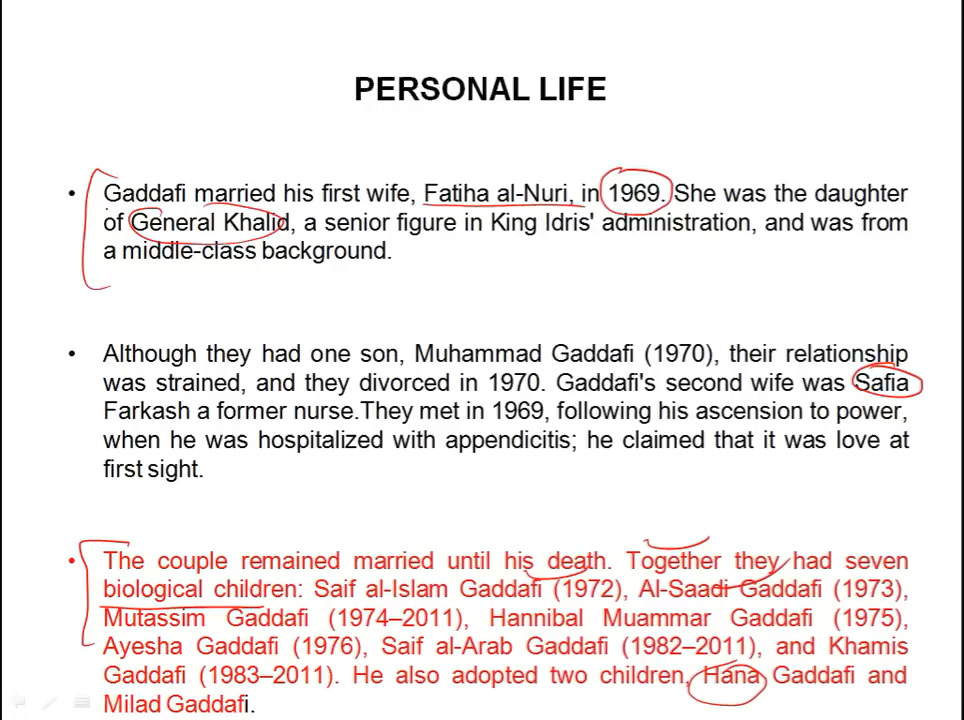 PERSONAL LIFE
• Gaddafi married his first wife, Fatiha al-Nuri, in 1969. She was the daughter
of General Khalid, a senior figure in King Idris' administration, and was from
a middle-class background.
• Although they had one son, Muhammad Gaddafi (1970), their relationship
was strained, and they divorced in 1970. Gaddafi's second wife was Safia
Farkash a former nurse.They met in 1969, following his ascension to power,
when he was hospitalized with appendicitis; he claimed that it was love at
first sight.
• The couple remained married until his death. Together they had seven
biological children: Saif al-Islam Gaddafi (1972), Al-Saadi Gaddafi (1973),
Mutassim Gaddafi (1974–2011), Hannibal Muammar Gaddafi (1975),
Ayesha Gaddafi (1976), Saif al-Arab Gaddafi (1982–2011), and Khamis
Gaddafi (1983–2011). He also adopted two children, Hana Gaddafi and
Milad Gaddafi.